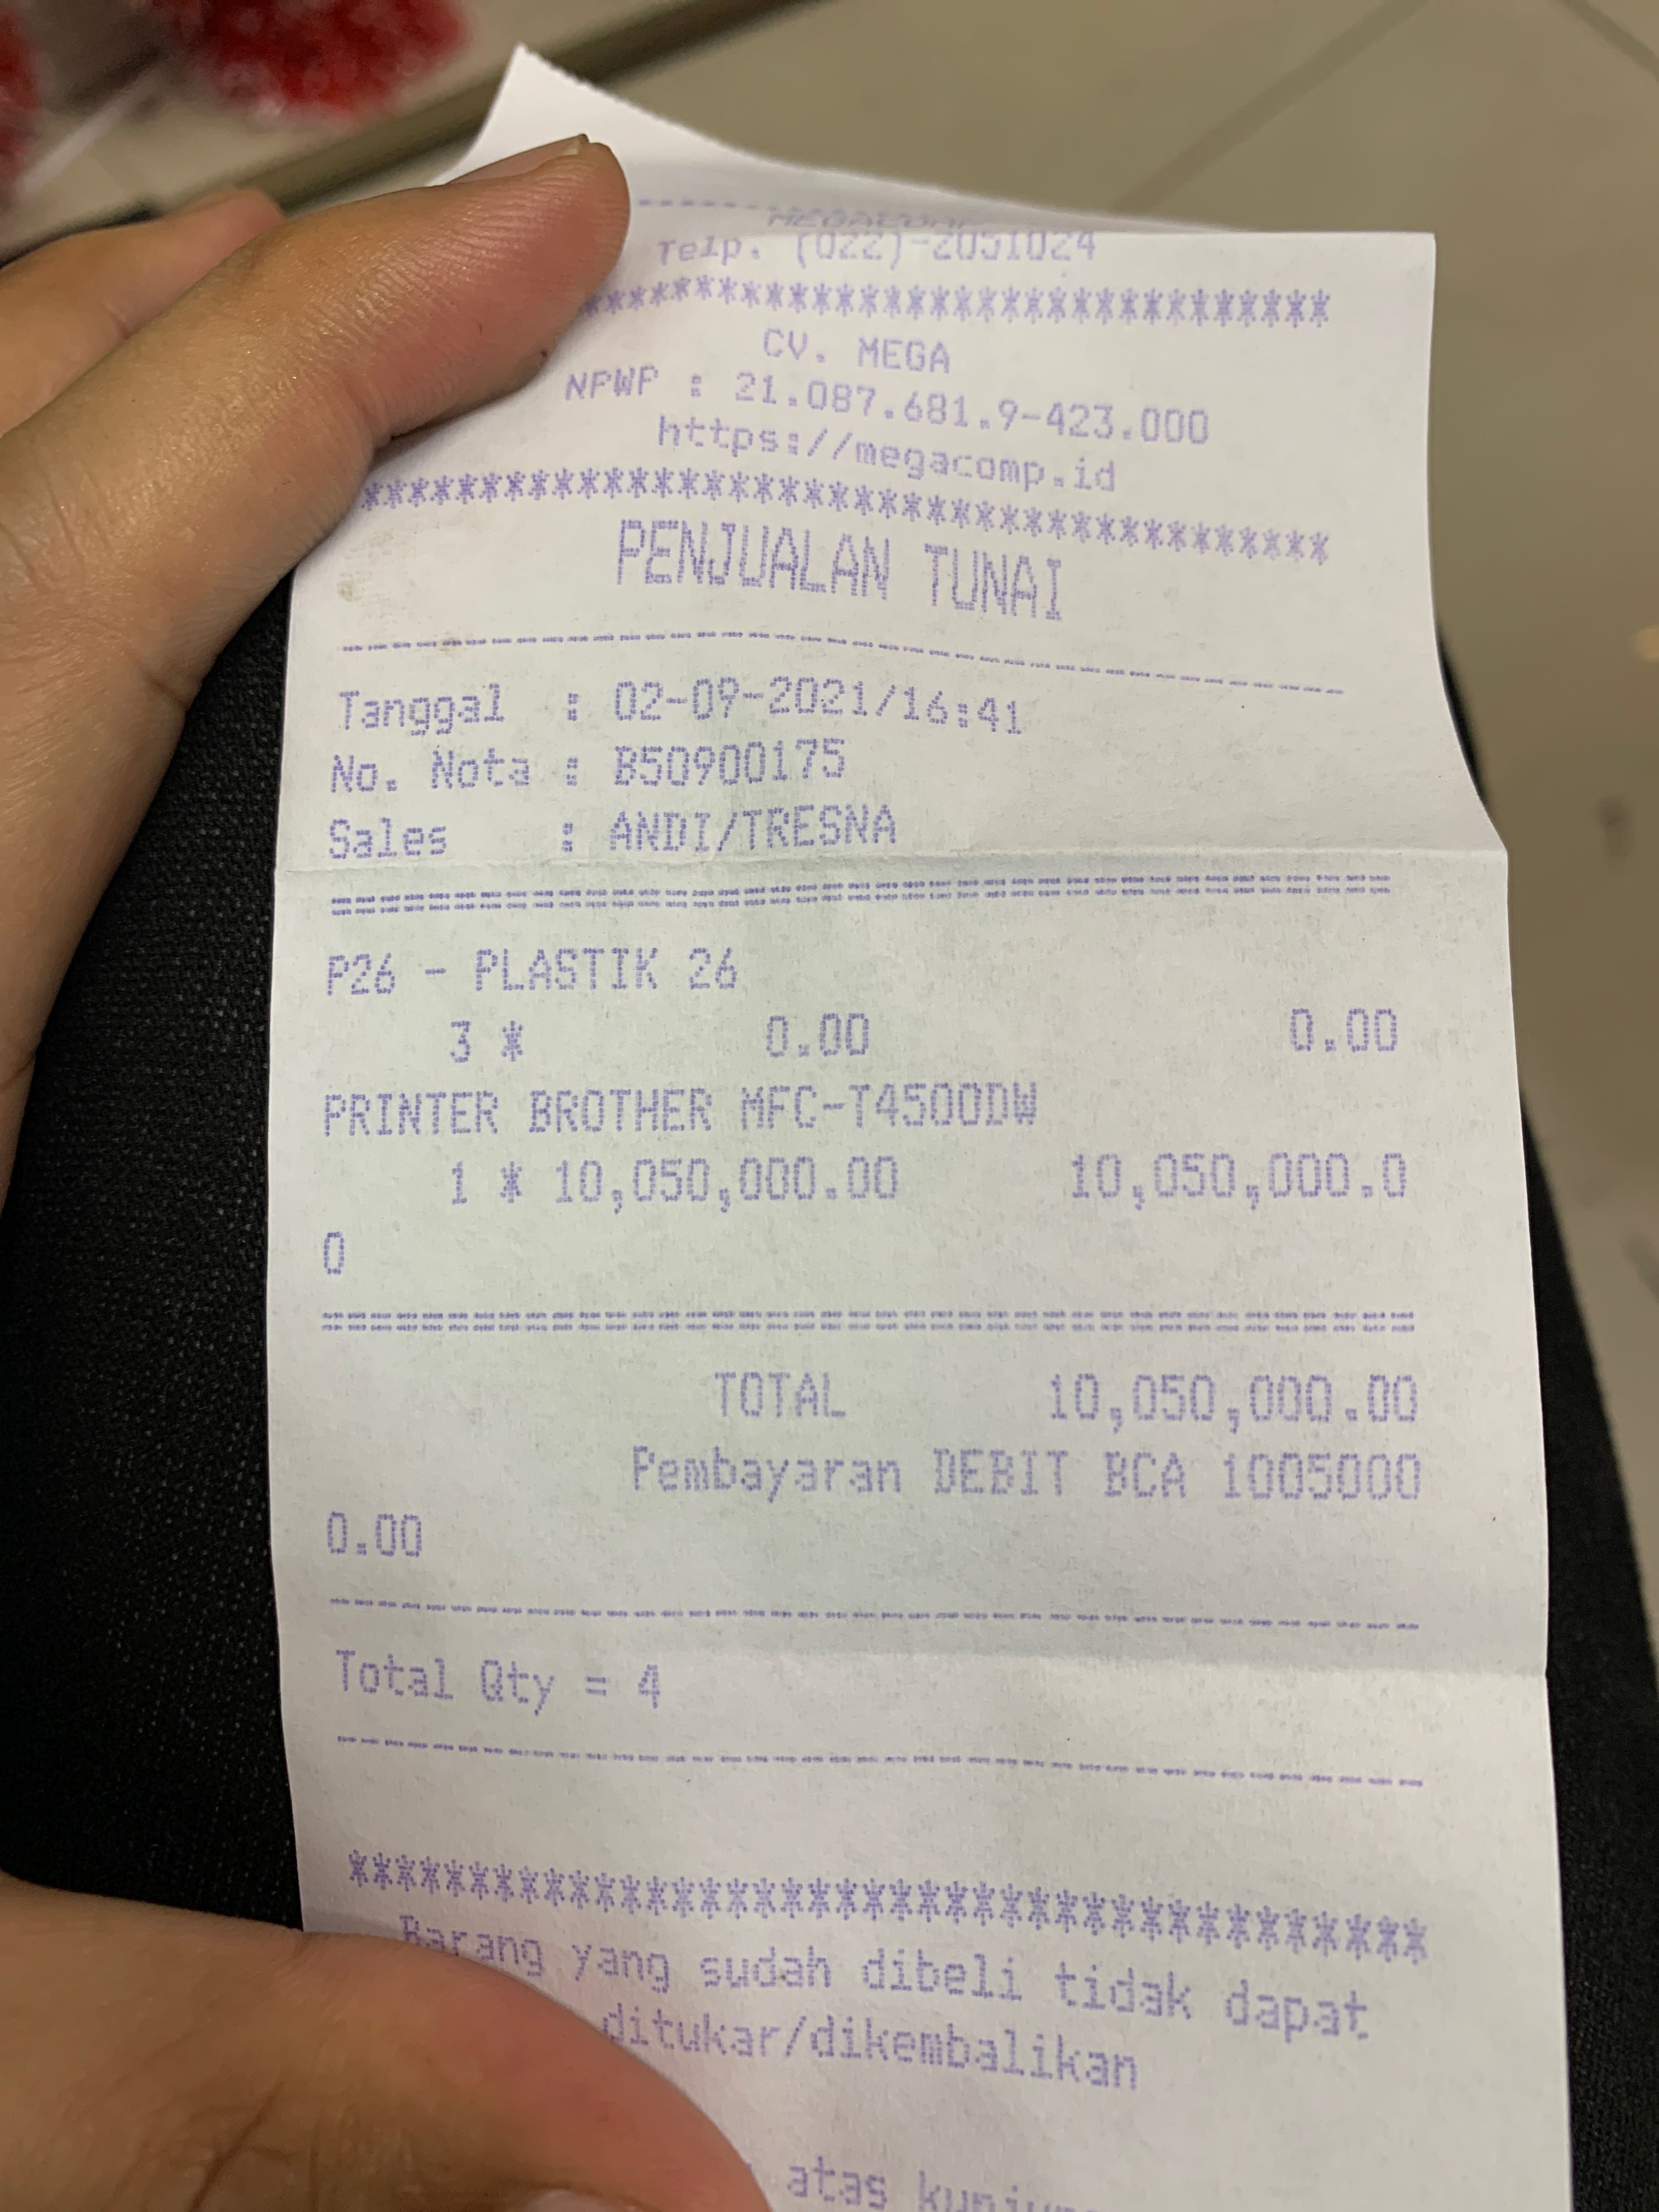 Telp. (022)-2051024
******************************
CV. MEGA
NPWP : 21.087.681.9-423.000
https://megacomp.id
****************************************
PENJUALAN TUNAI
----------------------------------------
Tanggal : 02-09-2021/16:41
No. Nota : B50900175
Sales : ANDI/TRESNA
========================================
P26 - PLASTIK 26
3 * 0.00 0.00
PRINTER BROTHER MFC-T4500DW
1 * 10,050,000.00 10,050,000.0
0
========================================
TOTAL 10,050,000.00
Pembayaran DEBIT BCA 1005000
0.00
----------------------------------------
Total Qty = 4
----------------------------------------
****************************************
Barang yang sudah dibeli tidak dapat
ditukar/dikembalikan
atas